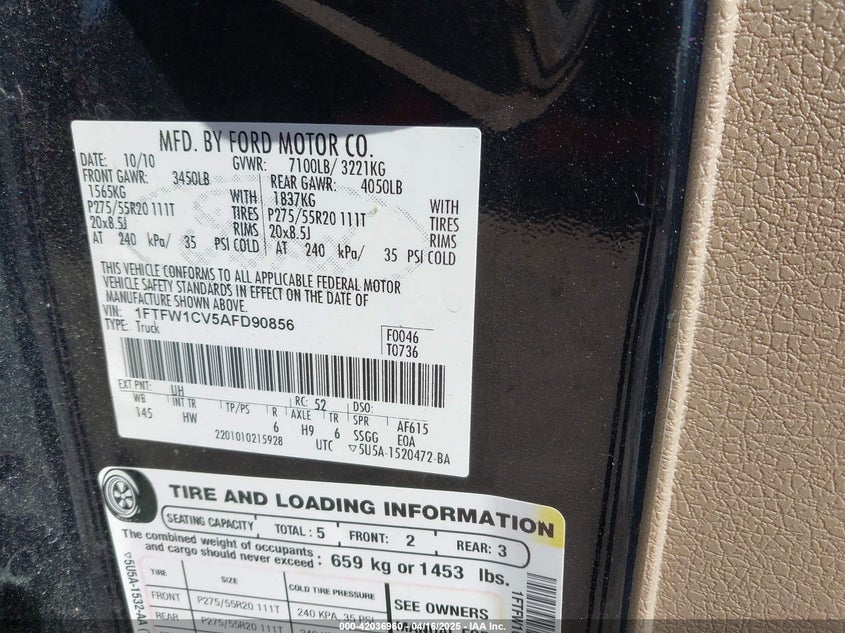 MFD. BY FORD MOTOR CO.
DATE: 10/10 GVWR: 7100LB/ 3221KG
FRONT GAWR: 3450LB REAR GAWR: 4050LB
1565KG WITH 1837KG WITH
P275/55R20 111T TIRES P275/55R20 111T TIRES
20x8.5J RIMS 20x8.5J RIMS
AT 240 kPa/ 35 PSI COLD AT 240 kPa/ 35 PSI COLD
THIS VEHICLE CONFORMS TO ALL APPLICABLE FEDERAL MOTOR
VEHICLE SAFETY STANDARDS IN EFFECT ON THE DATE OF
MANUFACTURE SHOWN ABOVE.
VIN: 1FTFW1CV5AFD90856
TYPE: Truck
F0046
T0736
EXT PNT: UH RC: 52 DSO:
WB INT TR TP/PS R AXLE TR SPR AF615
145 HW 6 H9 6 SSGG EOA
2201010215928 UTC ▽5U5A-1520472-BA
TIRE AND LOADING INFORMATION
SEATING CAPACITY TOTAL : 5 FRONT: 2 REAR: 3
The combined weight of occupants
and cargo should never exceed : 659 kg or 1453 lbs.
TIRE SIZE COLD TIRE PRESSURE
FRONT P275/55R20 111T 240 KPA, 35 PSI
SEE OWNERS
REAR P275/55R20 111T
▽5U5A-1532-AA
000-42036960 - 04/16/2025 - IAA Inc.